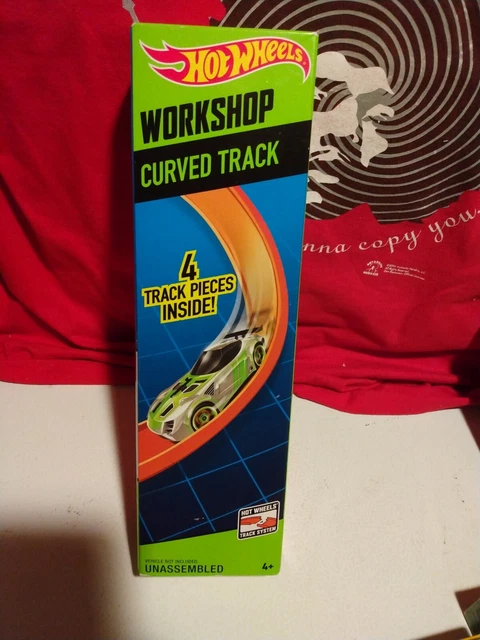 HOT WHEELS
WORKSHOP
CURVED TRACK
nna copy you
4
TRACK PIECES
INSIDE!
HOT WHEELS
TRACK SYSTEM
VEHICLE NOT INCLUDED.
UNASSEMBLED
4+